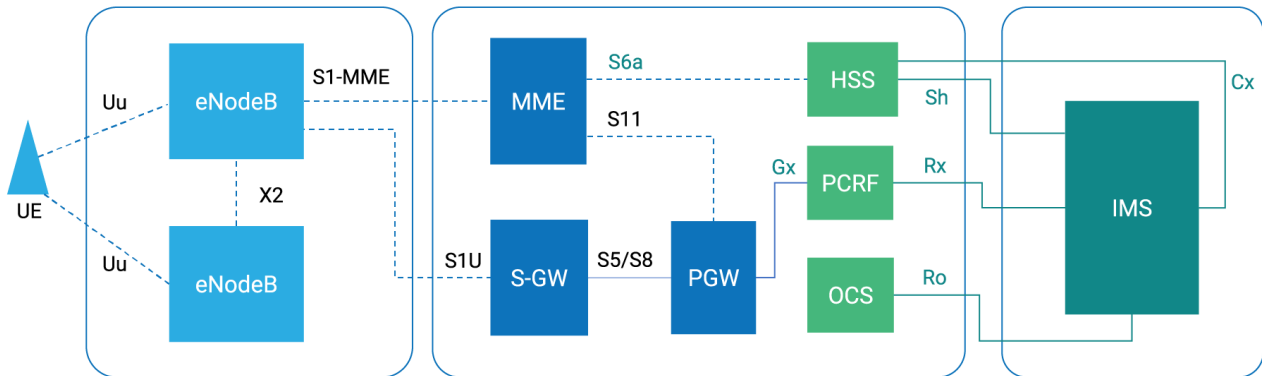 UE
Uu
Uu
eNodeB
X2
eNodeB
S1-MME
S1U
MME
S6a
S11
S-GW
S5/S8
PGW
Gx
HSS
PCRF
OCS
Sh
Cx
Rx
Ro
IMS